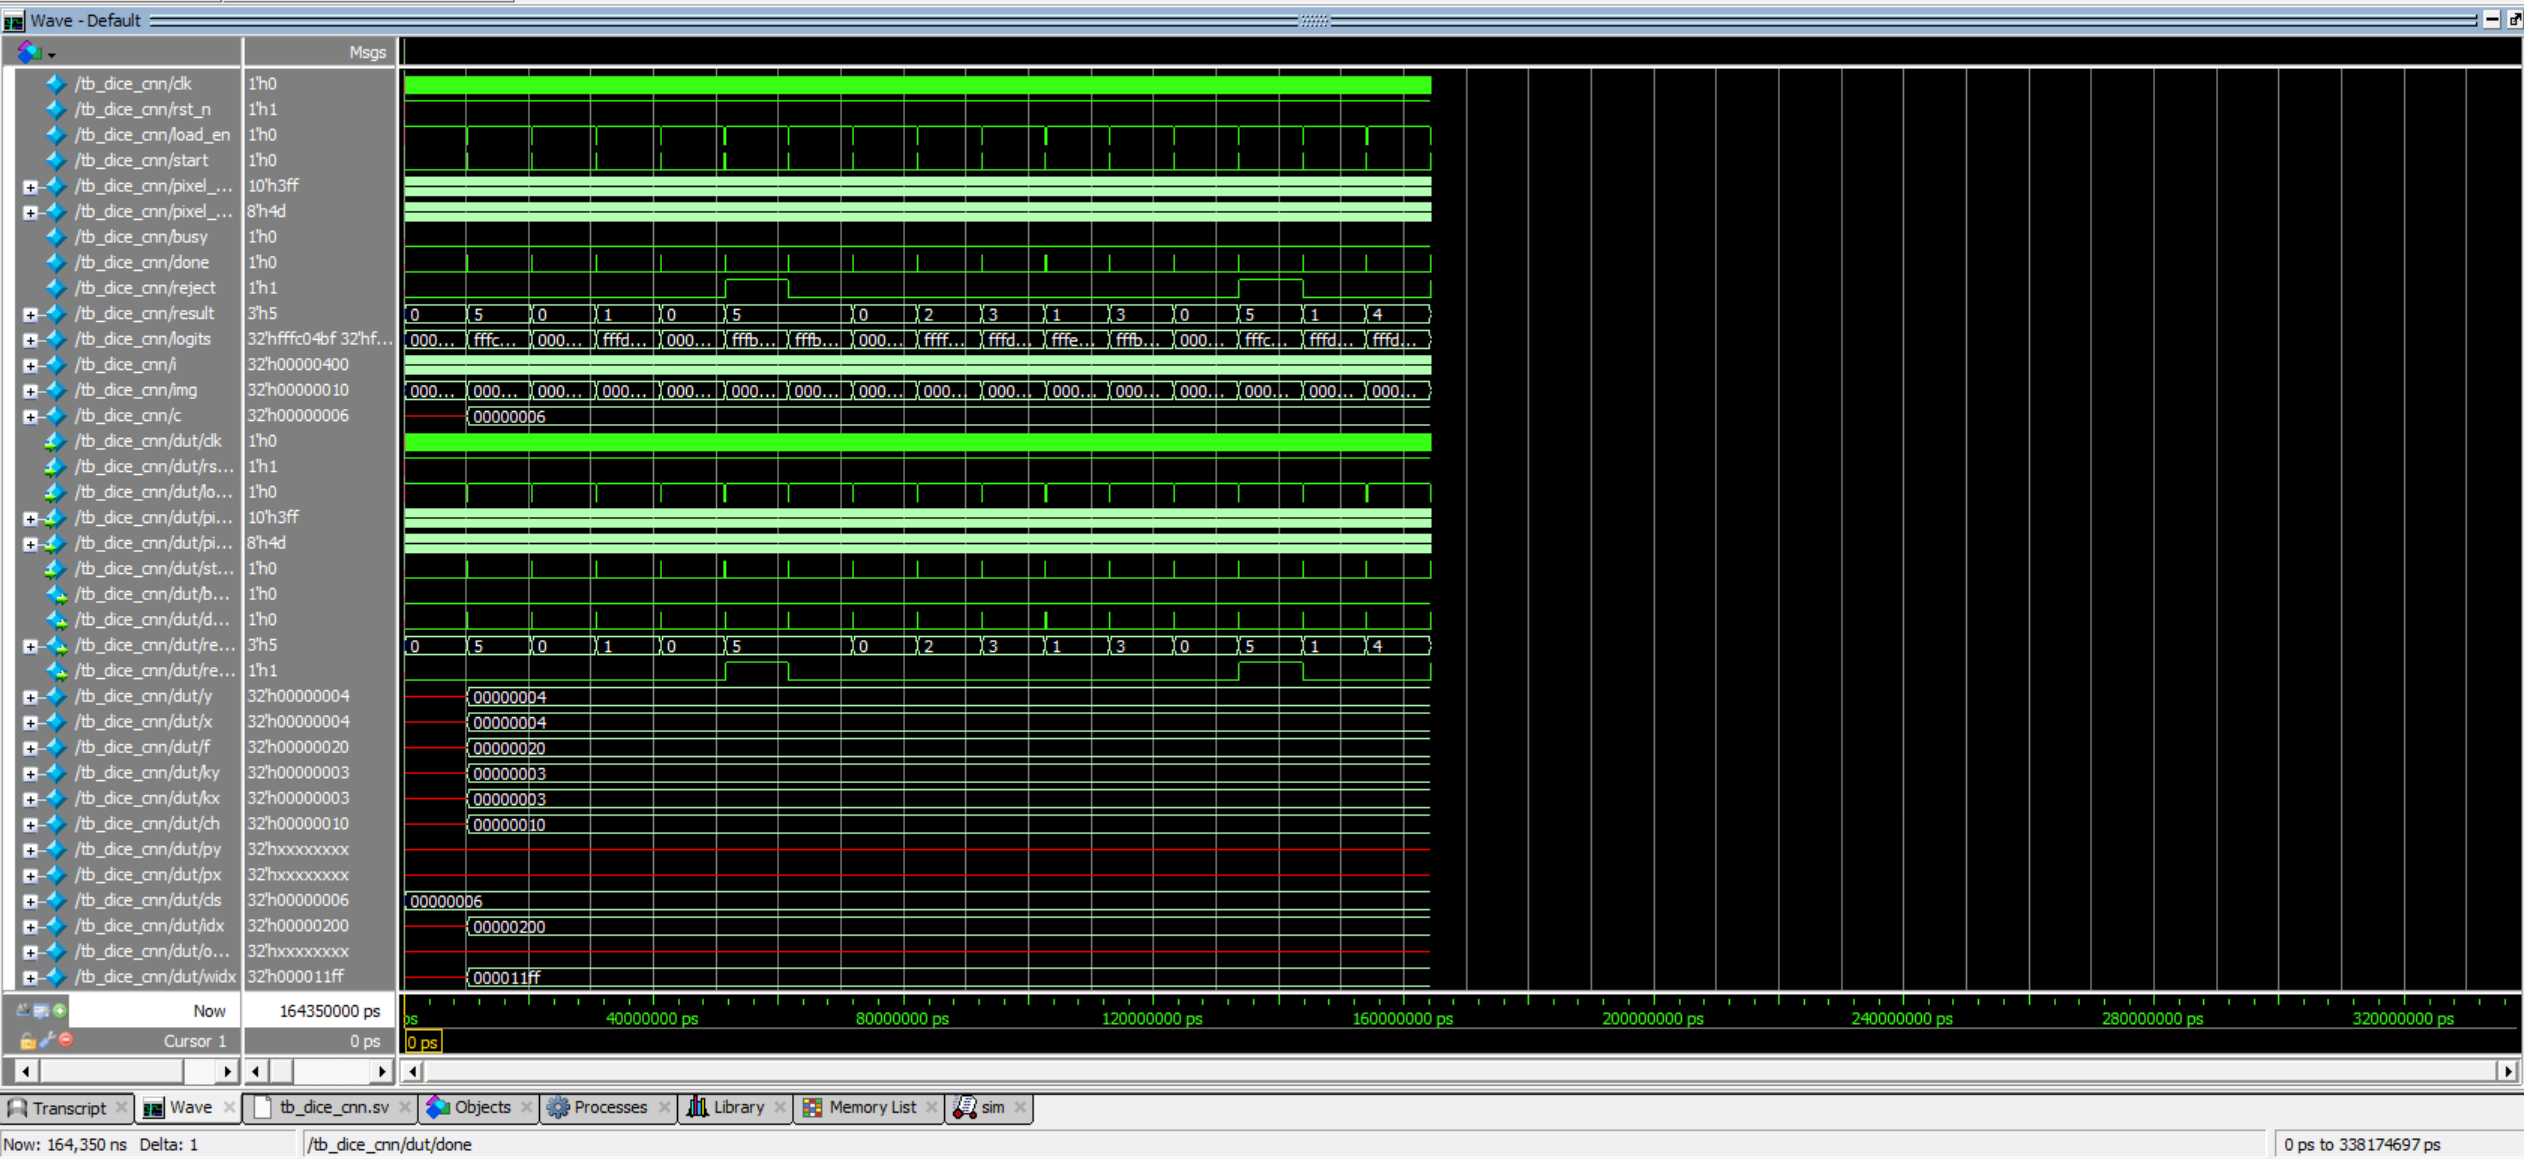 Wave - Default
Msgs
/tb_dice_cnn/clk 1'h0
/tb_dice_cnn/rst_n 1'h1
/tb_dice_cnn/load_en 1'h0
/tb_dice_cnn/start 1'h0
/tb_dice_cnn/pixel_... 10'h3ff
/tb_dice_cnn/pixel_... 8'h4d
/tb_dice_cnn/busy 1'h0
/tb_dice_cnn/done 1'h0
/tb_dice_cnn/reject 1'h1
/tb_dice_cnn/result 3'h5 0 5 0 1 0 5 0 2 3 1 3 0 5 1 4
/tb_dice_cnn/logits 32'hfffc04bf 32'hf... 000... fffc... 000... fffd... 000... fffb... fffb... 000... ffff... fffd... fffe... fffb... 000... fffc... fffd... fffd...
/tb_dice_cnn/i 32'h00000400
/tb_dice_cnn/img 32'h00000010 000... 000... 000... 000... 000... 000... 000... 000... 000... 000... 000... 000... 000... 000... 000... 000...
/tb_dice_cnn/c 32'h00000006 00000006
/tb_dice_cnn/dut/clk 1'h0
/tb_dice_cnn/dut/rs... 1'h1
/tb_dice_cnn/dut/lo... 1'h0
/tb_dice_cnn/dut/pi... 10'h3ff
/tb_dice_cnn/dut/pi... 8'h4d
/tb_dice_cnn/dut/st... 1'h0
/tb_dice_cnn/dut/b... 1'h0
/tb_dice_cnn/dut/d... 1'h0
/tb_dice_cnn/dut/re... 3'h5 0 5 0 1 0 5 0 2 3 1 3 0 5 1 4
/tb_dice_cnn/dut/re... 1'h1
/tb_dice_cnn/dut/y 32'h00000004 00000004
/tb_dice_cnn/dut/x 32'h00000004 00000004
/tb_dice_cnn/dut/f 32'h00000020 00000020
/tb_dice_cnn/dut/ky 32'h00000003 00000003
/tb_dice_cnn/dut/kx 32'h00000003 00000003
/tb_dice_cnn/dut/ch 32'h00000010 00000010
/tb_dice_cnn/dut/py 32'hxxxxxxxx
/tb_dice_cnn/dut/px 32'hxxxxxxxx
/tb_dice_cnn/dut/cls 32'h00000006 00000006
/tb_dice_cnn/dut/idx 32'h00000200 00000200
/tb_dice_cnn/dut/o... 32'hxxxxxxxx
/tb_dice_cnn/dut/widx 32'h000011ff 000011ff
Now 164350000 ps ps 40000000 ps 80000000 ps 120000000 ps 160000000 ps 200000000 ps 240000000 ps 280000000 ps 320000000 ps
Cursor 1 0 ps 0 ps
Transcript Wave tb_dice_cnn.sv Objects Processes Library Memory List sim
Now: 164,350 ns Delta: 1 /tb_dice_cnn/dut/done 0 ps to 338174697 ps